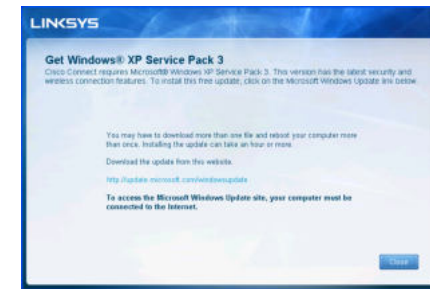 LINKSYS
Get Windows® XP Service Pack 3
Cisco Connect requires Microsoft® Windows XP Service Pack 3. This version has the latest security and
wireless connection features. To install this free update, click on the Microsoft Windows Update link below.
You may have to download more than one file and reboot your computer more
than once. Installing the update can take an hour or more.
Download the update from this website.
http://update.microsoft.com/windowsupdate
To access the Microsoft Windows Update site, your computer must be
connected to the Internet.
Close